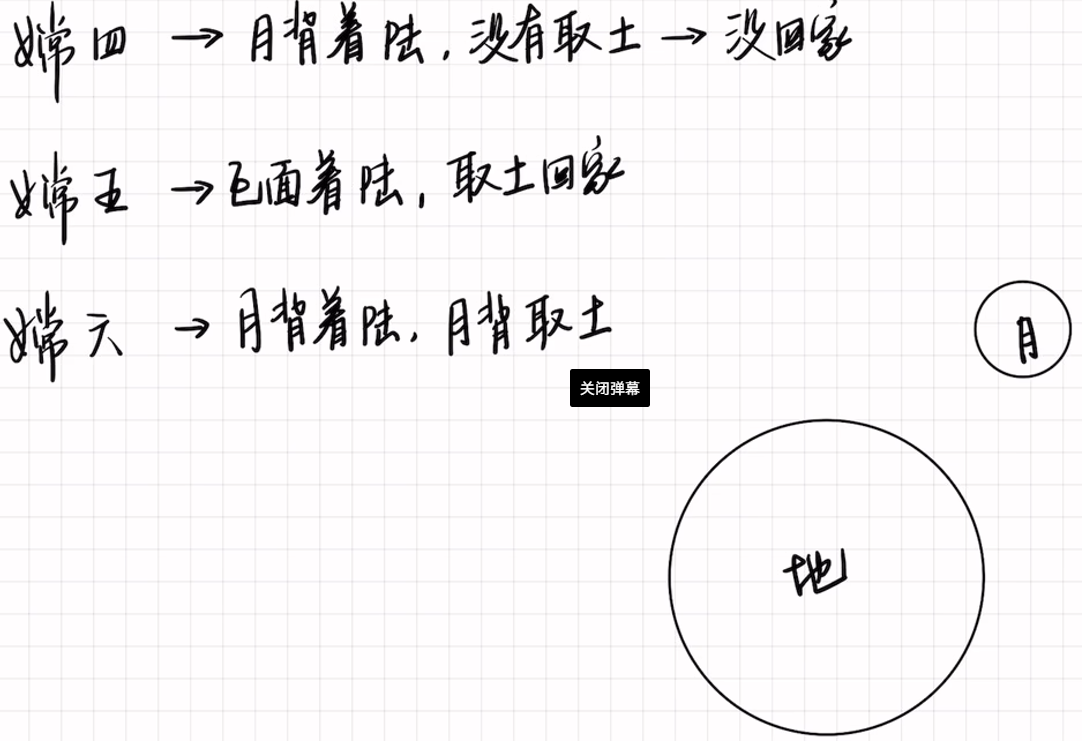 嫦四 → 月背着陆,没有取土 → 没回家
嫦五 → 正面着陆,取土回家
嫦六 → 月背着陆,月背取土
月
关闭弹幕
地